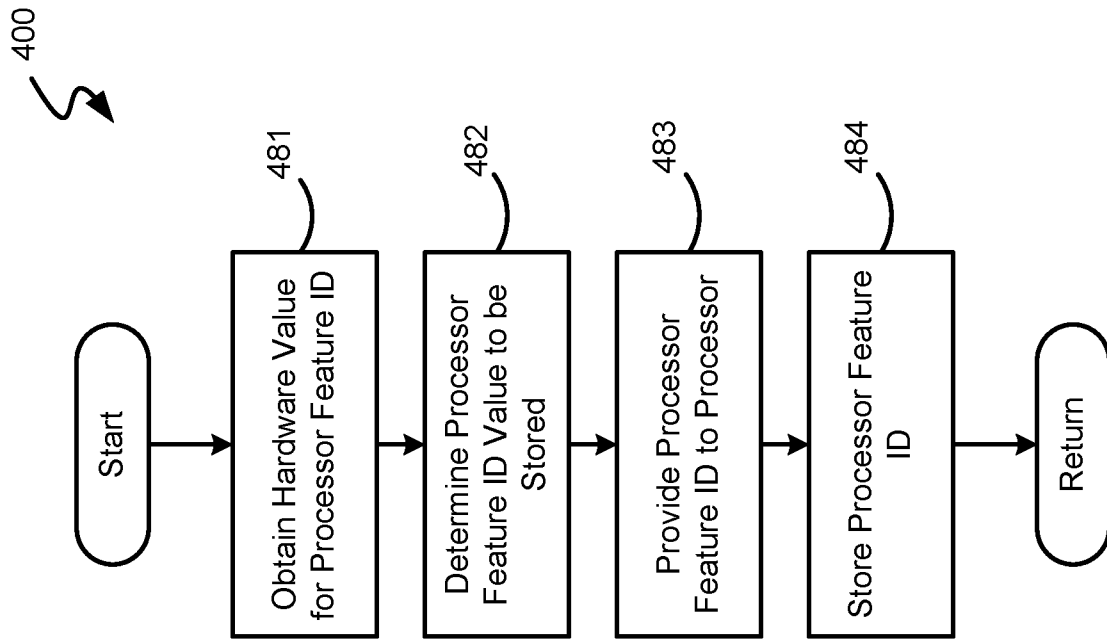 400
Start
Obtain Hardware Value
for Processor Feature ID
481
Determine Processor
Feature ID Value to be
Stored
482
Provide Processor
Feature ID to Processor
483
Store Processor Feature
ID
484
Return